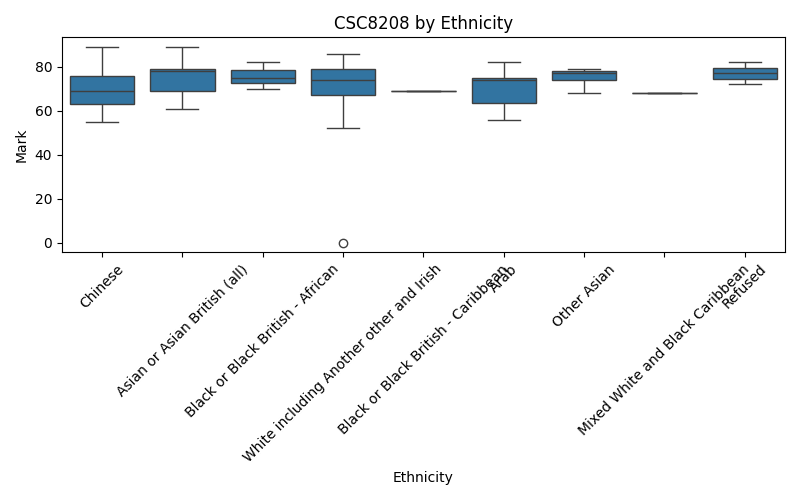 CSC8208 by Ethnicity
80
60
40
20
0
Mark
Chinese
Asian or Asian British (all)
Black or Black British - African
White including Another other and Irish
Black or Black British - Caribbean
Arab
Other Asian
Mixed White and Black Caribbean
Refused
Ethnicity